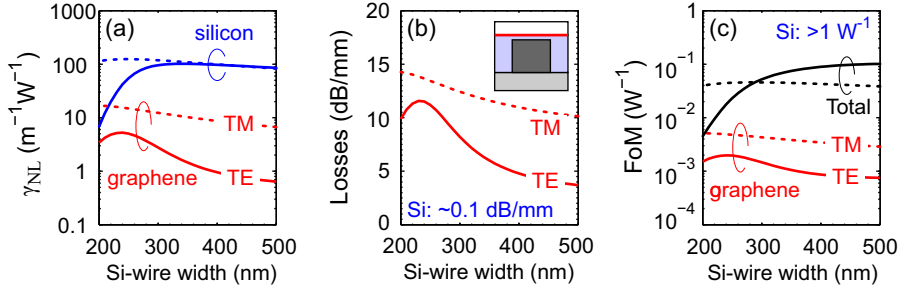 (a)
silicon
1000
100
10
1
0.1
γNL (m⁻¹W⁻¹)
TM
TE
graphene
200 300 400 500
Si-wire width (nm)
(b)
20
15
10
5
0
Losses (dB/mm)
TM
TE
Si: ~0.1 dB/mm
200 300 400 500
Si-wire width (nm)
(c)
Si: >1 W⁻¹
10⁰
10⁻¹
10⁻²
10⁻³
10⁻⁴
FoM (W⁻¹)
Total
TM
TE
graphene
200 300 400 500
Si-wire width (nm)